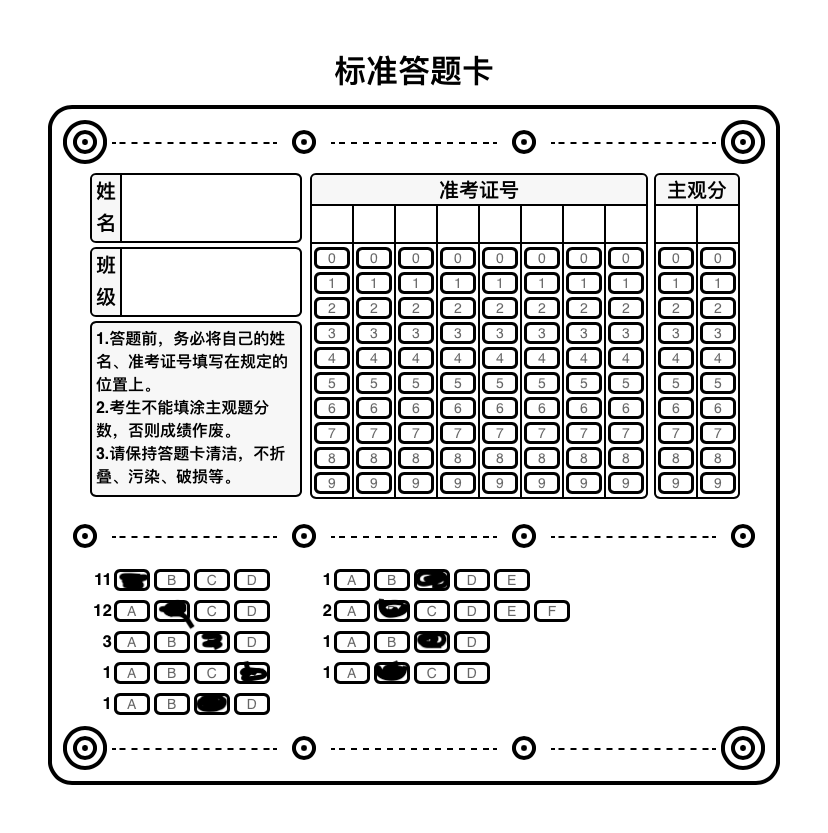 标准答题卡
姓名
准考证号
主观分
班级
0 0 0 0 0 0 0 0 0 0
1 1 1 1 1 1 1 1 1 1
2 2 2 2 2 2 2 2 2 2
3 3 3 3 3 3 3 3 3 3
4 4 4 4 4 4 4 4 4 4
5 5 5 5 5 5 5 5 5 5
6 6 6 6 6 6 6 6 6 6
7 7 7 7 7 7 7 7 7 7
8 8 8 8 8 8 8 8 8 8
9 9 9 9 9 9 9 9 9 9
1.答题前，务必将自己的姓
名、准考证号填写在规定的
位置上。
2.考生不能填涂主观题分
数，否则成绩作废。
3.请保持答题卡清洁，不折
叠、污染、破损等。
11 B C D
12 A C D
3 A B D
1 A B C
1 A B D
1 A B D E
2 A C D E F
1 A B D
1 A C D